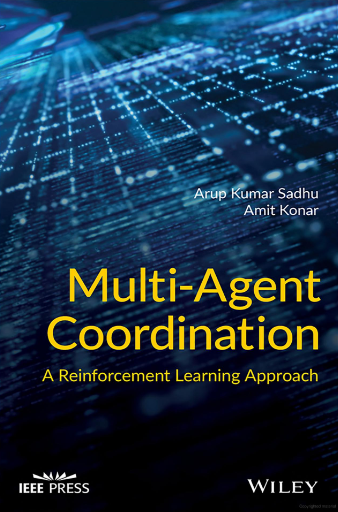 Arup Kumar Sadhu
Amit Konar
Multi-Agent
Coordination
A Reinforcement Learning Approach
IEEE PRESS
WILEY